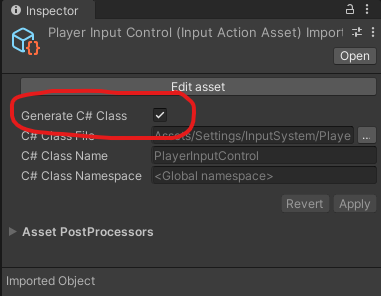 Inspector
Player Input Control (Input Action Asset) Import
Open
Edit asset
Generate C# Class
C# Class File Assets/Settings/InputSystem/Playe ...
C# Class Name PlayerInputControl
C# Class Namespace <Global namespace>
Revert Apply
Asset PostProcessors
Imported Object